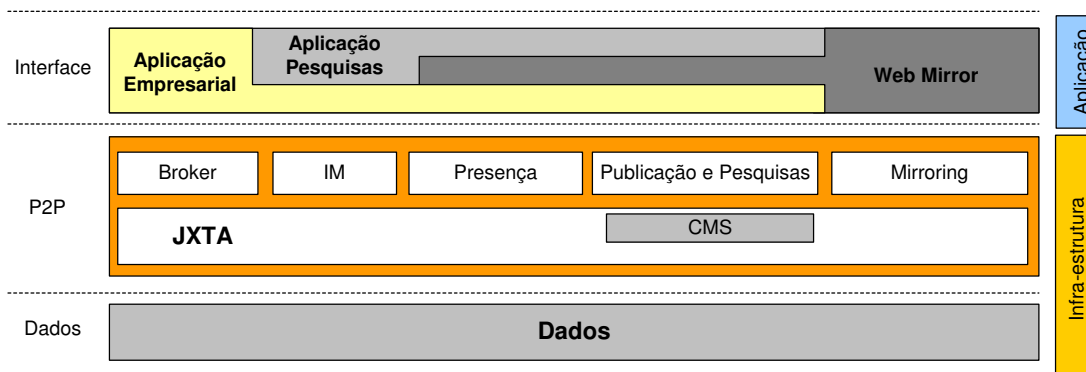 Interface
Aplicação
Empresarial
Aplicação
Pesquisas
Web Mirror
Aplicação
P2P
Broker
IM
Presença
Publicação e Pesquisas
Mirroring
JXTA
CMS
Infra-estrutura
Dados
Dados